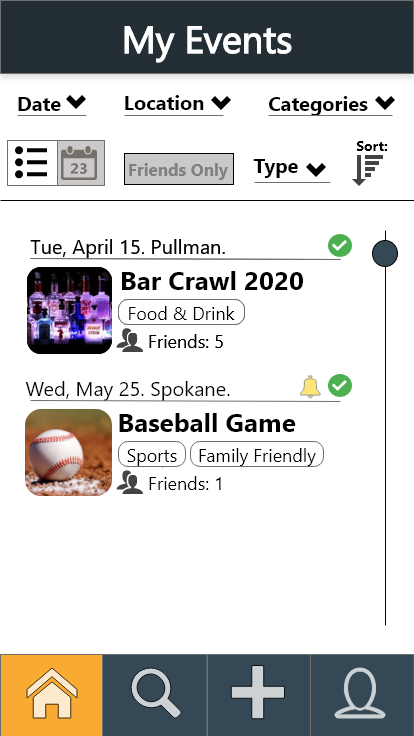 My Events
Date Location Categories
Sort:
23 Friends Only Type
Tue, April 15. Pullman.
Bar Crawl 2020
Food & Drink
Friends: 5
Wed, May 25. Spokane.
Baseball Game
Sports Family Friendly
Friends: 1